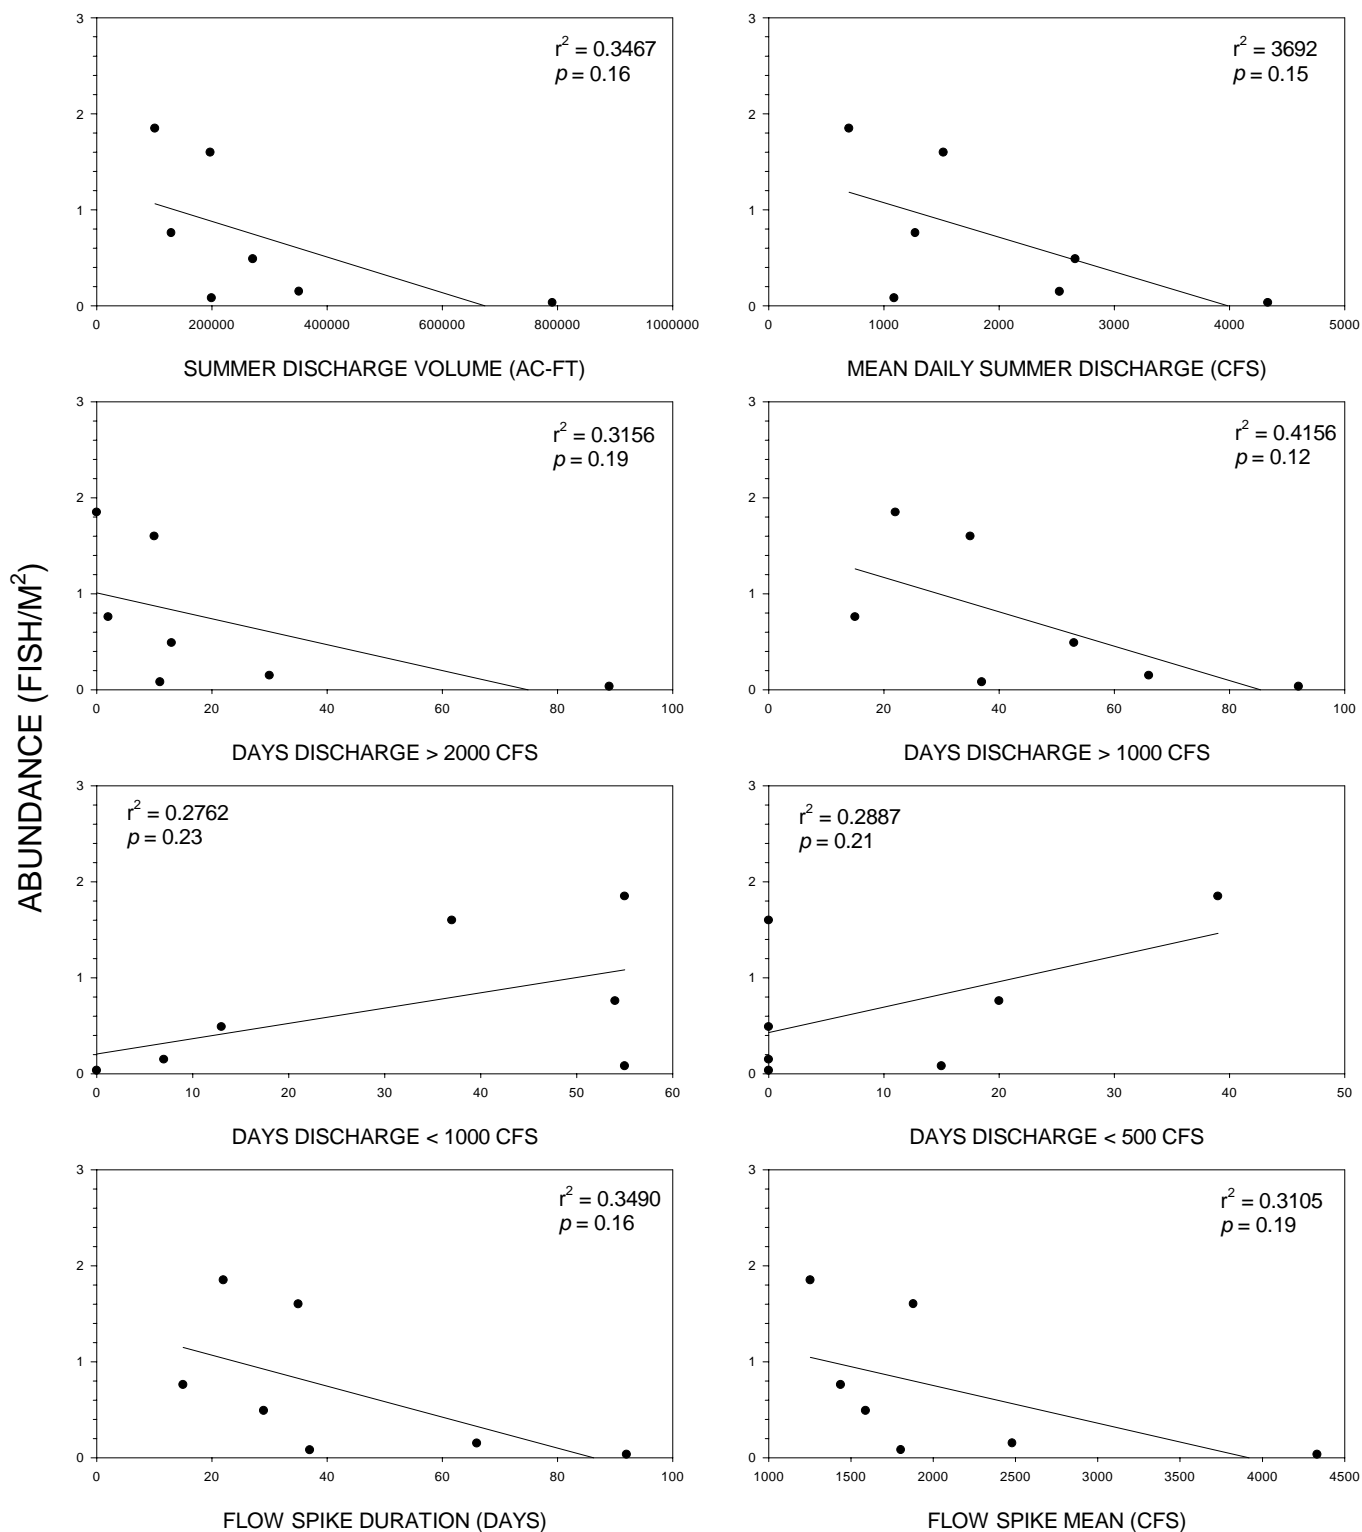 ABUNDANCE (FISH/M²)
3
2
1
0
r² = 0.3467
p = 0.16
0 200000 400000 600000 800000 1000000
SUMMER DISCHARGE VOLUME (AC-FT)
3
2
1
0
r² = 3692
p = 0.15
0 1000 2000 3000 4000 5000
MEAN DAILY SUMMER DISCHARGE (CFS)
3
2
1
0
r² = 0.3156
p = 0.19
0 20 40 60 80 100
DAYS DISCHARGE > 2000 CFS
3
2
1
0
r² = 0.4156
p = 0.12
0 20 40 60 80 100
DAYS DISCHARGE > 1000 CFS
3
2
1
0
r² = 0.2762
p = 0.23
0 10 20 30 40 50 60
DAYS DISCHARGE < 1000 CFS
3
2
1
0
r² = 0.2887
p = 0.21
0 10 20 30 40 50
DAYS DISCHARGE < 500 CFS
3
2
1
0
r² = 0.3490
p = 0.16
0 20 40 60 80 100
FLOW SPIKE DURATION (DAYS)
3
2
1
0
r² = 0.3105
p = 0.19
1000 1500 2000 2500 3000 3500 4000 4500
FLOW SPIKE MEAN (CFS)